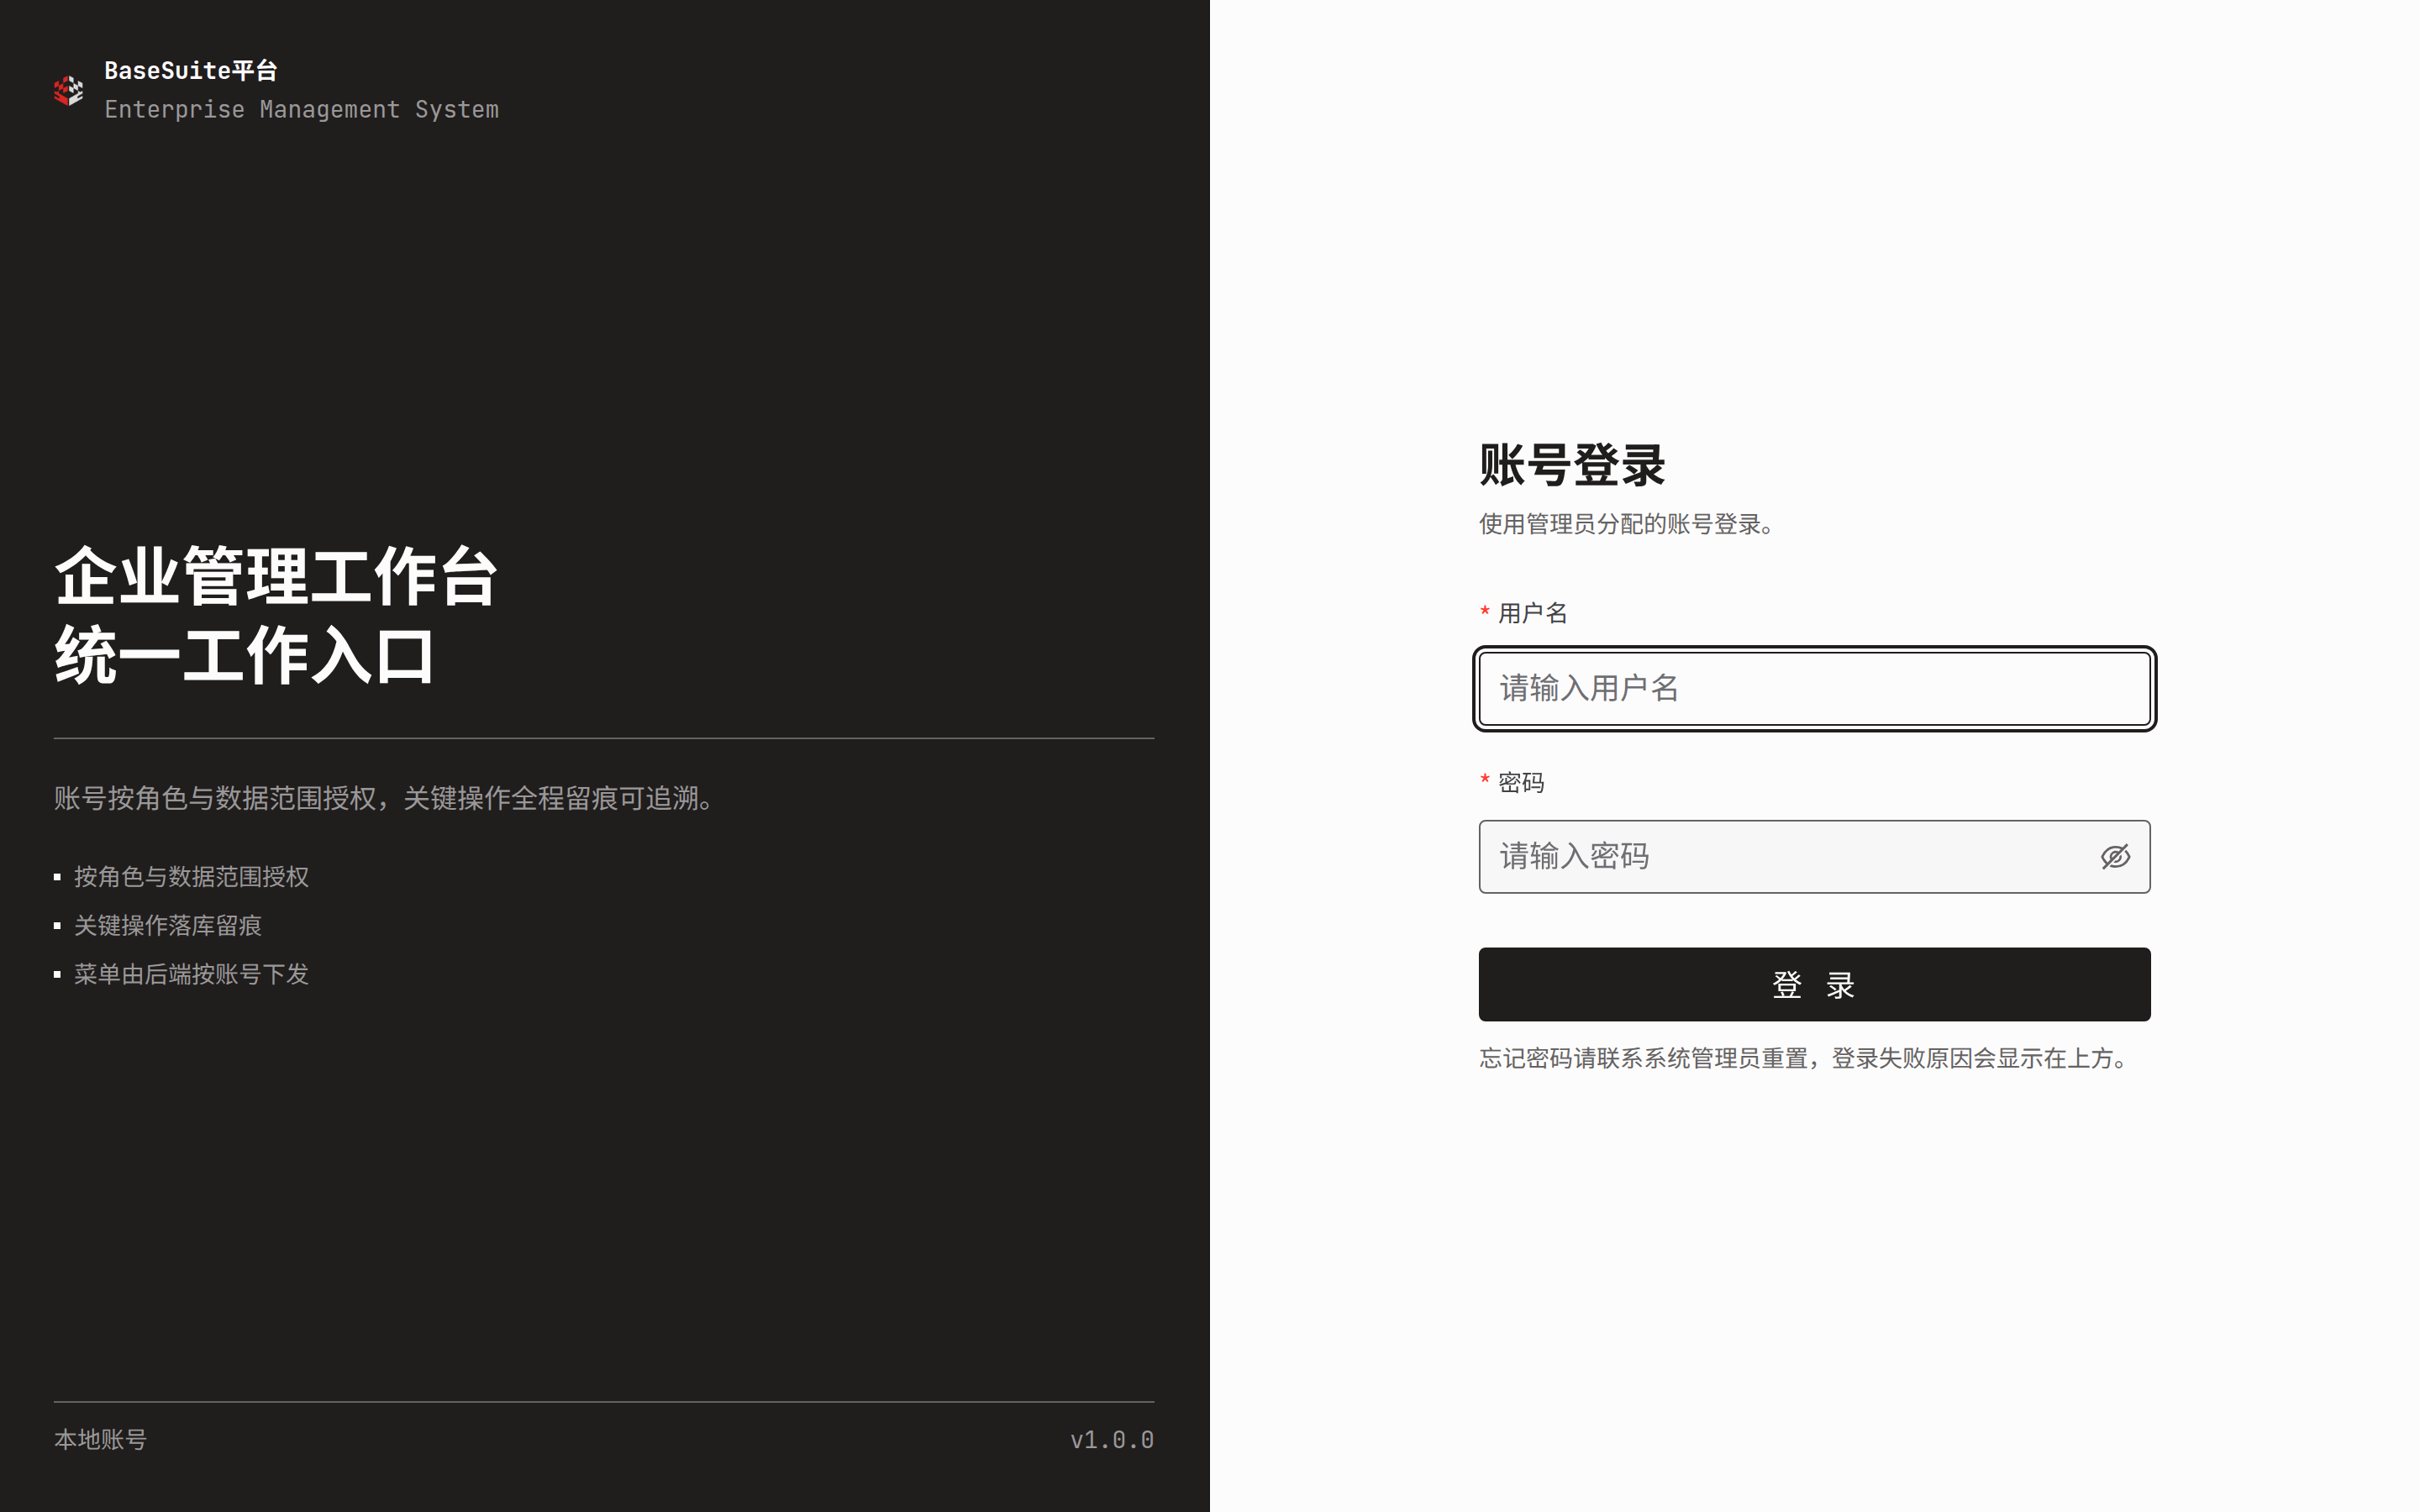 BaseSuite平台
Enterprise Management System
企业管理工作台
统一工作入口
账号按角色与数据范围授权，关键操作全程留痕可追溯。
按角色与数据范围授权
关键操作落库留痕
菜单由后端按账号下发
本地账号
v1.0.0
账号登录
使用管理员分配的账号登录。
* 用户名
请输入用户名
* 密码
请输入密码
登 录
忘记密码请联系系统管理员重置，登录失败原因会显示在上方。